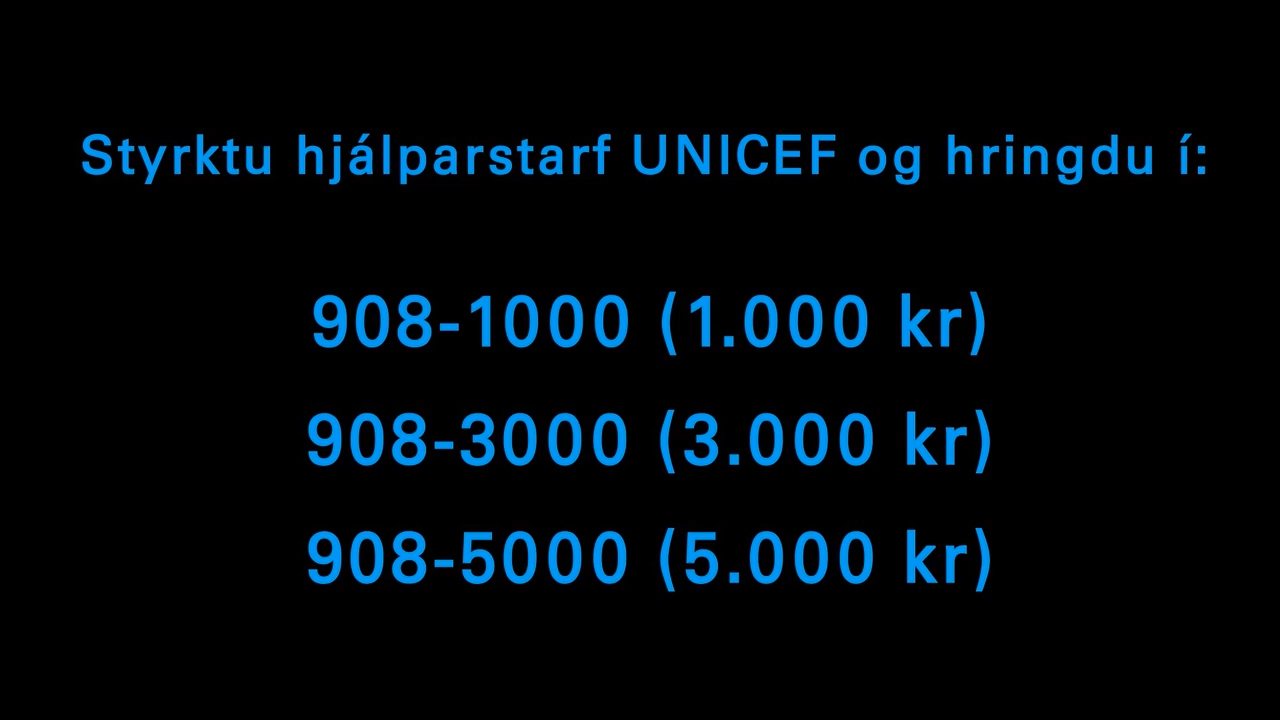 Styrktu hjálparstarf UNICEF og hringdu í:
908-1000 (1.000 kr)
908-3000 (3.000 kr)
908-5000 (5.000 kr)